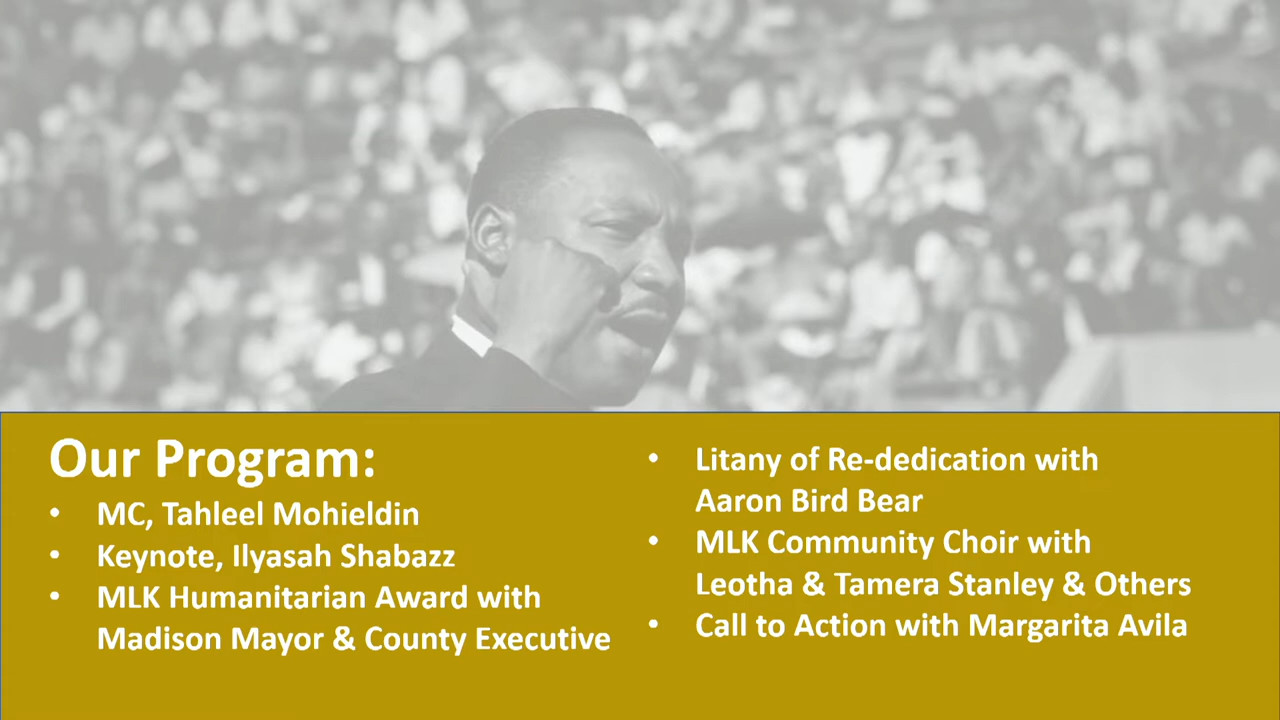 Our Program:
• MC, Tahleel Mohieldin
• Keynote, Ilyasah Shabazz
• MLK Humanitarian Award with
Madison Mayor & County Executive
• Litany of Re-dedication with
Aaron Bird Bear
• MLK Community Choir with
Leotha & Tamera Stanley & Others
• Call to Action with Margarita Avila